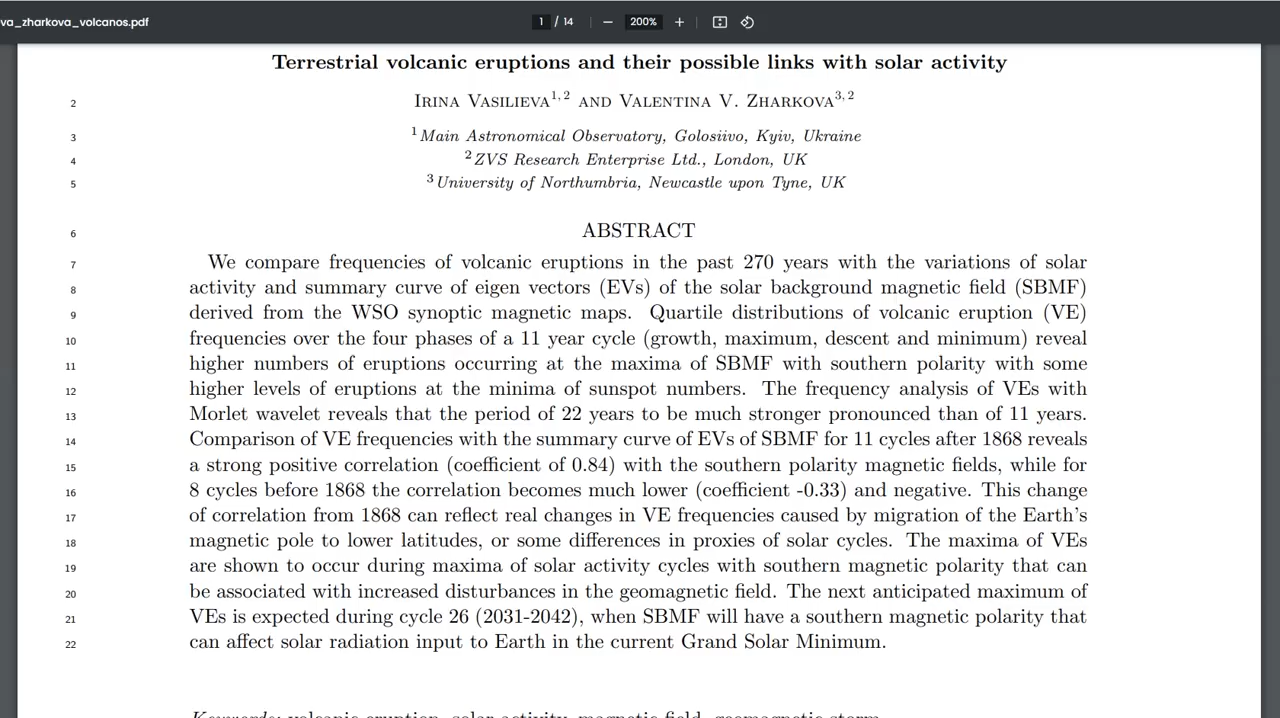 va_zharkova_volcanos.pdf 1 / 14 — 200% +
Terrestrial volcanic eruptions and their possible links with solar activity
2 Irina Vasilieva1,2 and Valentina V. Zharkova3,2
3 1Main Astronomical Observatory, Golosiivo, Kyiv, Ukraine
4 2ZVS Research Enterprise Ltd., London, UK
5 3University of Northumbria, Newcastle upon Tyne, UK
6 ABSTRACT
7 We compare frequencies of volcanic eruptions in the past 270 years with the variations of solar
8 activity and summary curve of eigen vectors (EVs) of the solar background magnetic field (SBMF)
9 derived from the WSO synoptic magnetic maps. Quartile distributions of volcanic eruption (VE)
10 frequencies over the four phases of a 11 year cycle (growth, maximum, descent and minimum) reveal
11 higher numbers of eruptions occurring at the maxima of SBMF with southern polarity with some
12 higher levels of eruptions at the minima of sunspot numbers. The frequency analysis of VEs with
13 Morlet wavelet reveals that the period of 22 years to be much stronger pronounced than of 11 years.
14 Comparison of VE frequencies with the summary curve of EVs of SBMF for 11 cycles after 1868 reveals
15 a strong positive correlation (coefficient of 0.84) with the southern polarity magnetic fields, while for
16 8 cycles before 1868 the correlation becomes much lower (coefficient -0.33) and negative. This change
17 of correlation from 1868 can reflect real changes in VE frequencies caused by migration of the Earth's
18 magnetic pole to lower latitudes, or some differences in proxies of solar cycles. The maxima of VEs
19 are shown to occur during maxima of solar activity cycles with southern magnetic polarity that can
20 be associated with increased disturbances in the geomagnetic field. The next anticipated maximum of
21 VEs is expected during cycle 26 (2031-2042), when SBMF will have a southern magnetic polarity that
22 can affect solar radiation input to Earth in the current Grand Solar Minimum.
Keywords: volcanic eruption, solar activity, magnetic field, geomagnetic storm